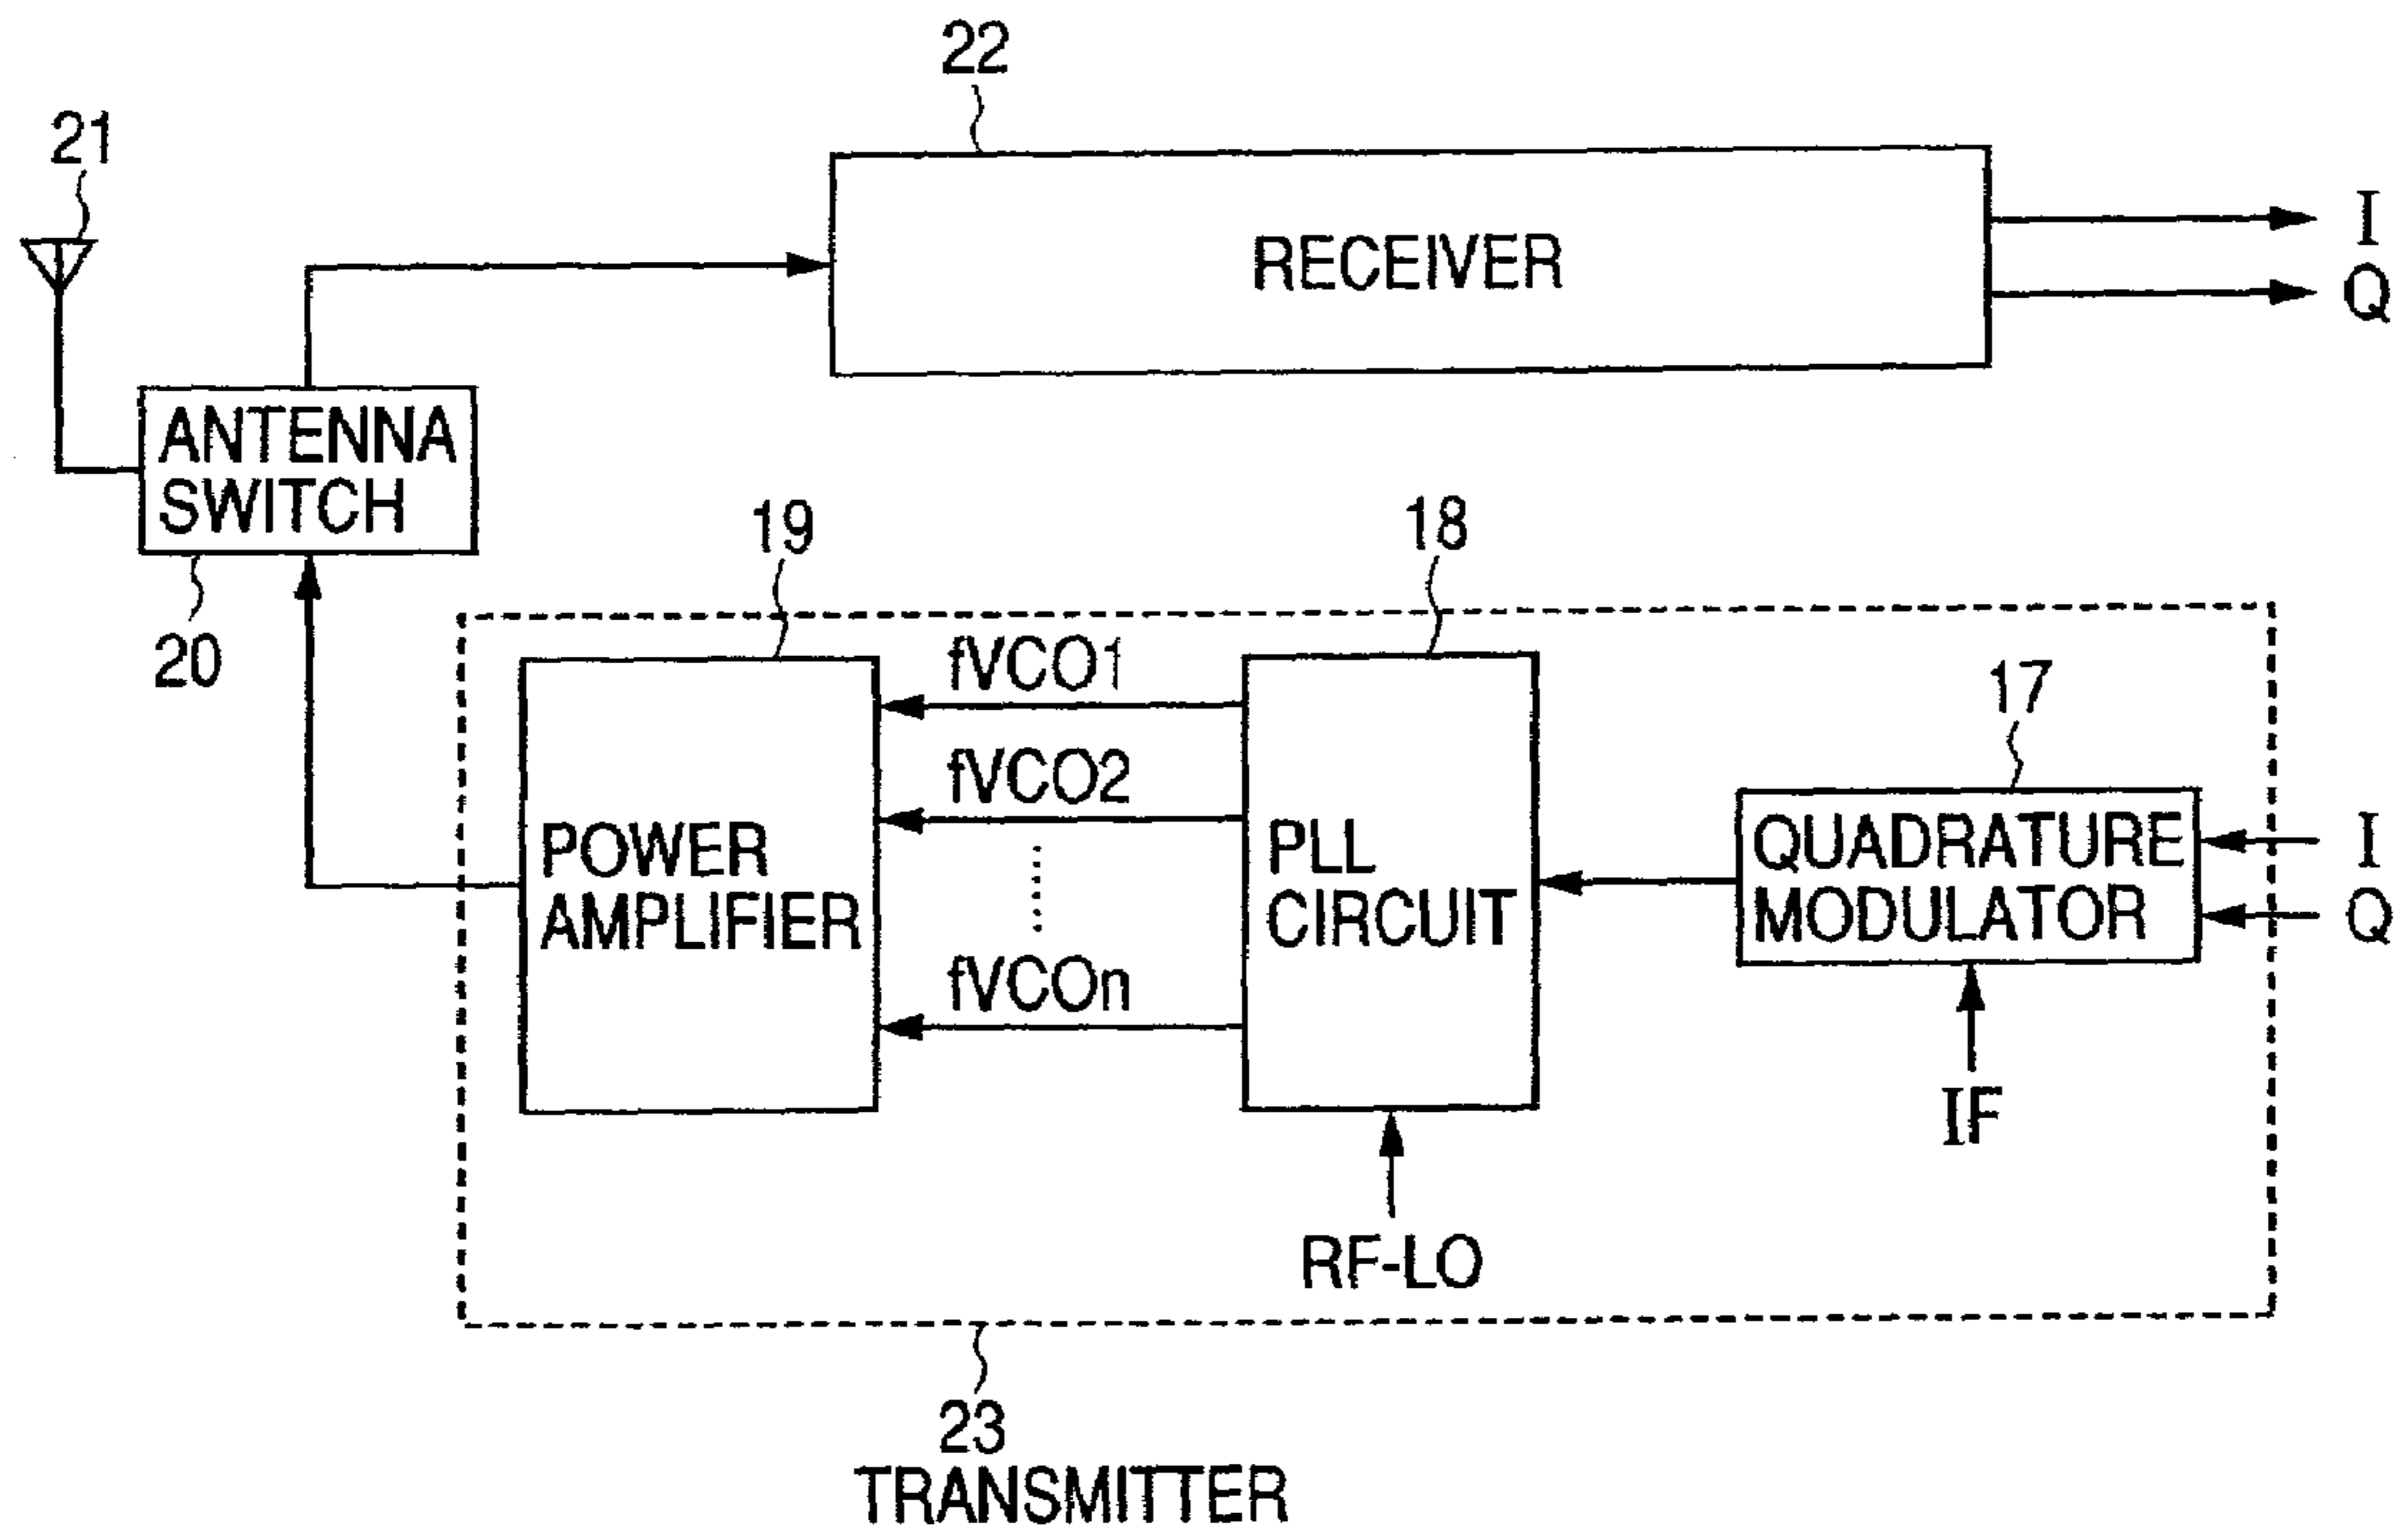 22
21
I
RECEIVER
Q
ANTENNA
SWITCH
20
19
18
fVCO1
17
fVCO2
POWER
AMPLIFIER
PLL
CIRCUIT
QUADRATURE
MODULATOR
I
Q
fVCOn
IF
RF-LO
23
TRANSMITTER